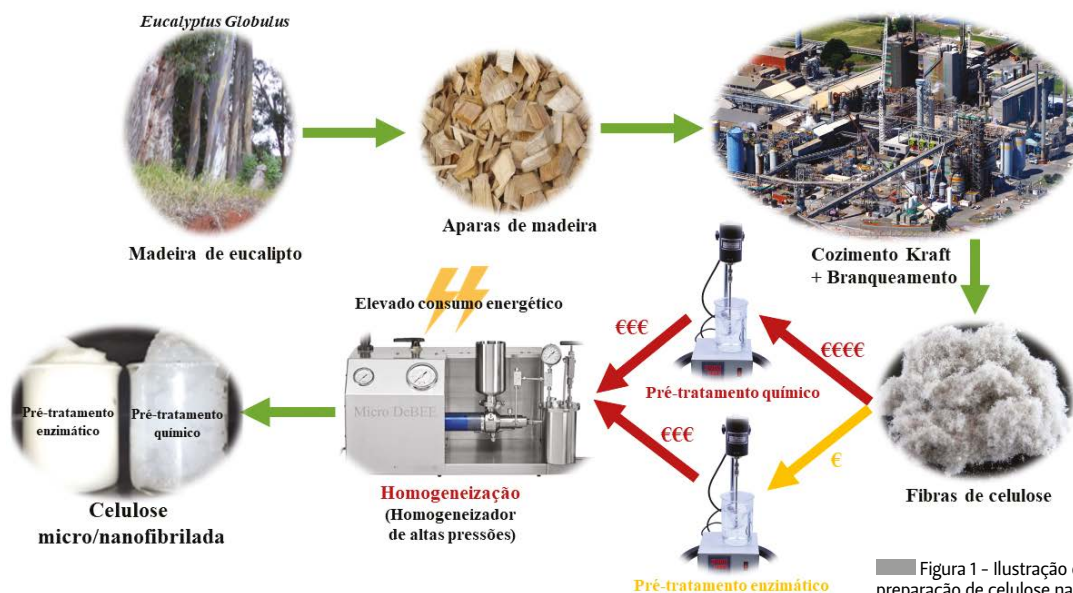 Eucalyptus Globulus
Madeira de eucalipto
Aparas de madeira
Cozimento Kraft
+ Branqueamento
Fibras de celulose
€€€€
Pré-tratamento químico
€
Pré-tratamento enzimático
€€€
€€€
Elevado consumo energético
Micro DeBEE
Homogeneização
(Homogeneizador
de altas pressões)
Pré-tratamento
enzimático
Pré-tratamento
químico
Celulose
micro/nanofibrilada
Figura 1 - Ilustração
preparação de celulose